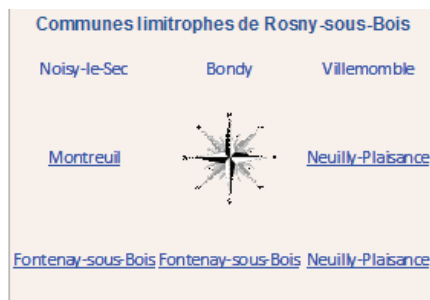 Communes limitrophes de Rosny-sous-Bois
Noisy-le-Sec Bondy Villemomble
Montreuil Neuilly-Plaisance
Fontenay-sous-Bois Fontenay-sous-Bois Neuilly-Plaisance